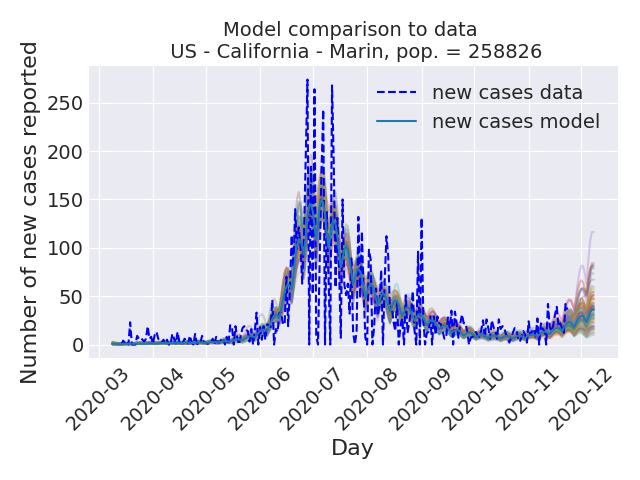 Model comparison to data
US - California - Marin, pop. = 258826
new cases data
new cases model
Number of new cases reported
250
200
150
100
50
0
2020-03
2020-04
2020-05
2020-06
2020-07
2020-08
2020-09
2020-10
2020-11
2020-12
Day